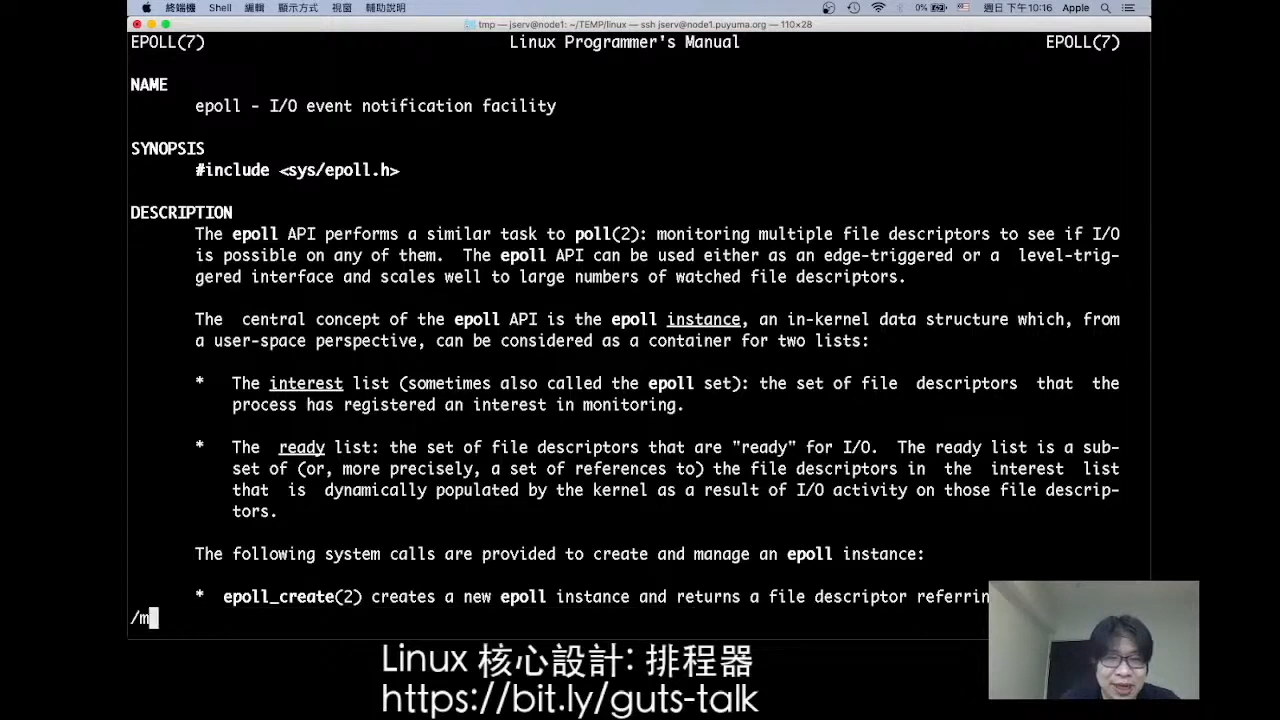 終端機 Shell 編輯 顯示方式 視窗 輔助說明 0% 週日 下午10:16 Apple
tmp — jserv@node1: ~/TEMP/linux — ssh jserv@node1.puyuma.org — 110×28
EPOLL(7) Linux Programmer's Manual EPOLL(7)
NAME
epoll - I/O event notification facility
SYNOPSIS
#include <sys/epoll.h>
DESCRIPTION
The epoll API performs a similar task to poll(2): monitoring multiple file descriptors to see if I/O
is possible on any of them. The epoll API can be used either as an edge-triggered or a level-trig-
gered interface and scales well to large numbers of watched file descriptors.
The central concept of the epoll API is the epoll instance, an in-kernel data structure which, from
a user-space perspective, can be considered as a container for two lists:
* The interest list (sometimes also called the epoll set): the set of file descriptors that the
process has registered an interest in monitoring.
* The ready list: the set of file descriptors that are "ready" for I/O. The ready list is a sub-
set of (or, more precisely, a set of references to) the file descriptors in the interest list
that is dynamically populated by the kernel as a result of I/O activity on those file descrip-
tors.
The following system calls are provided to create and manage an epoll instance:
* epoll_create(2) creates a new epoll instance and returns a file descriptor referrin
/m
Linux 核心設計: 排程器
https://bit.ly/guts-talk